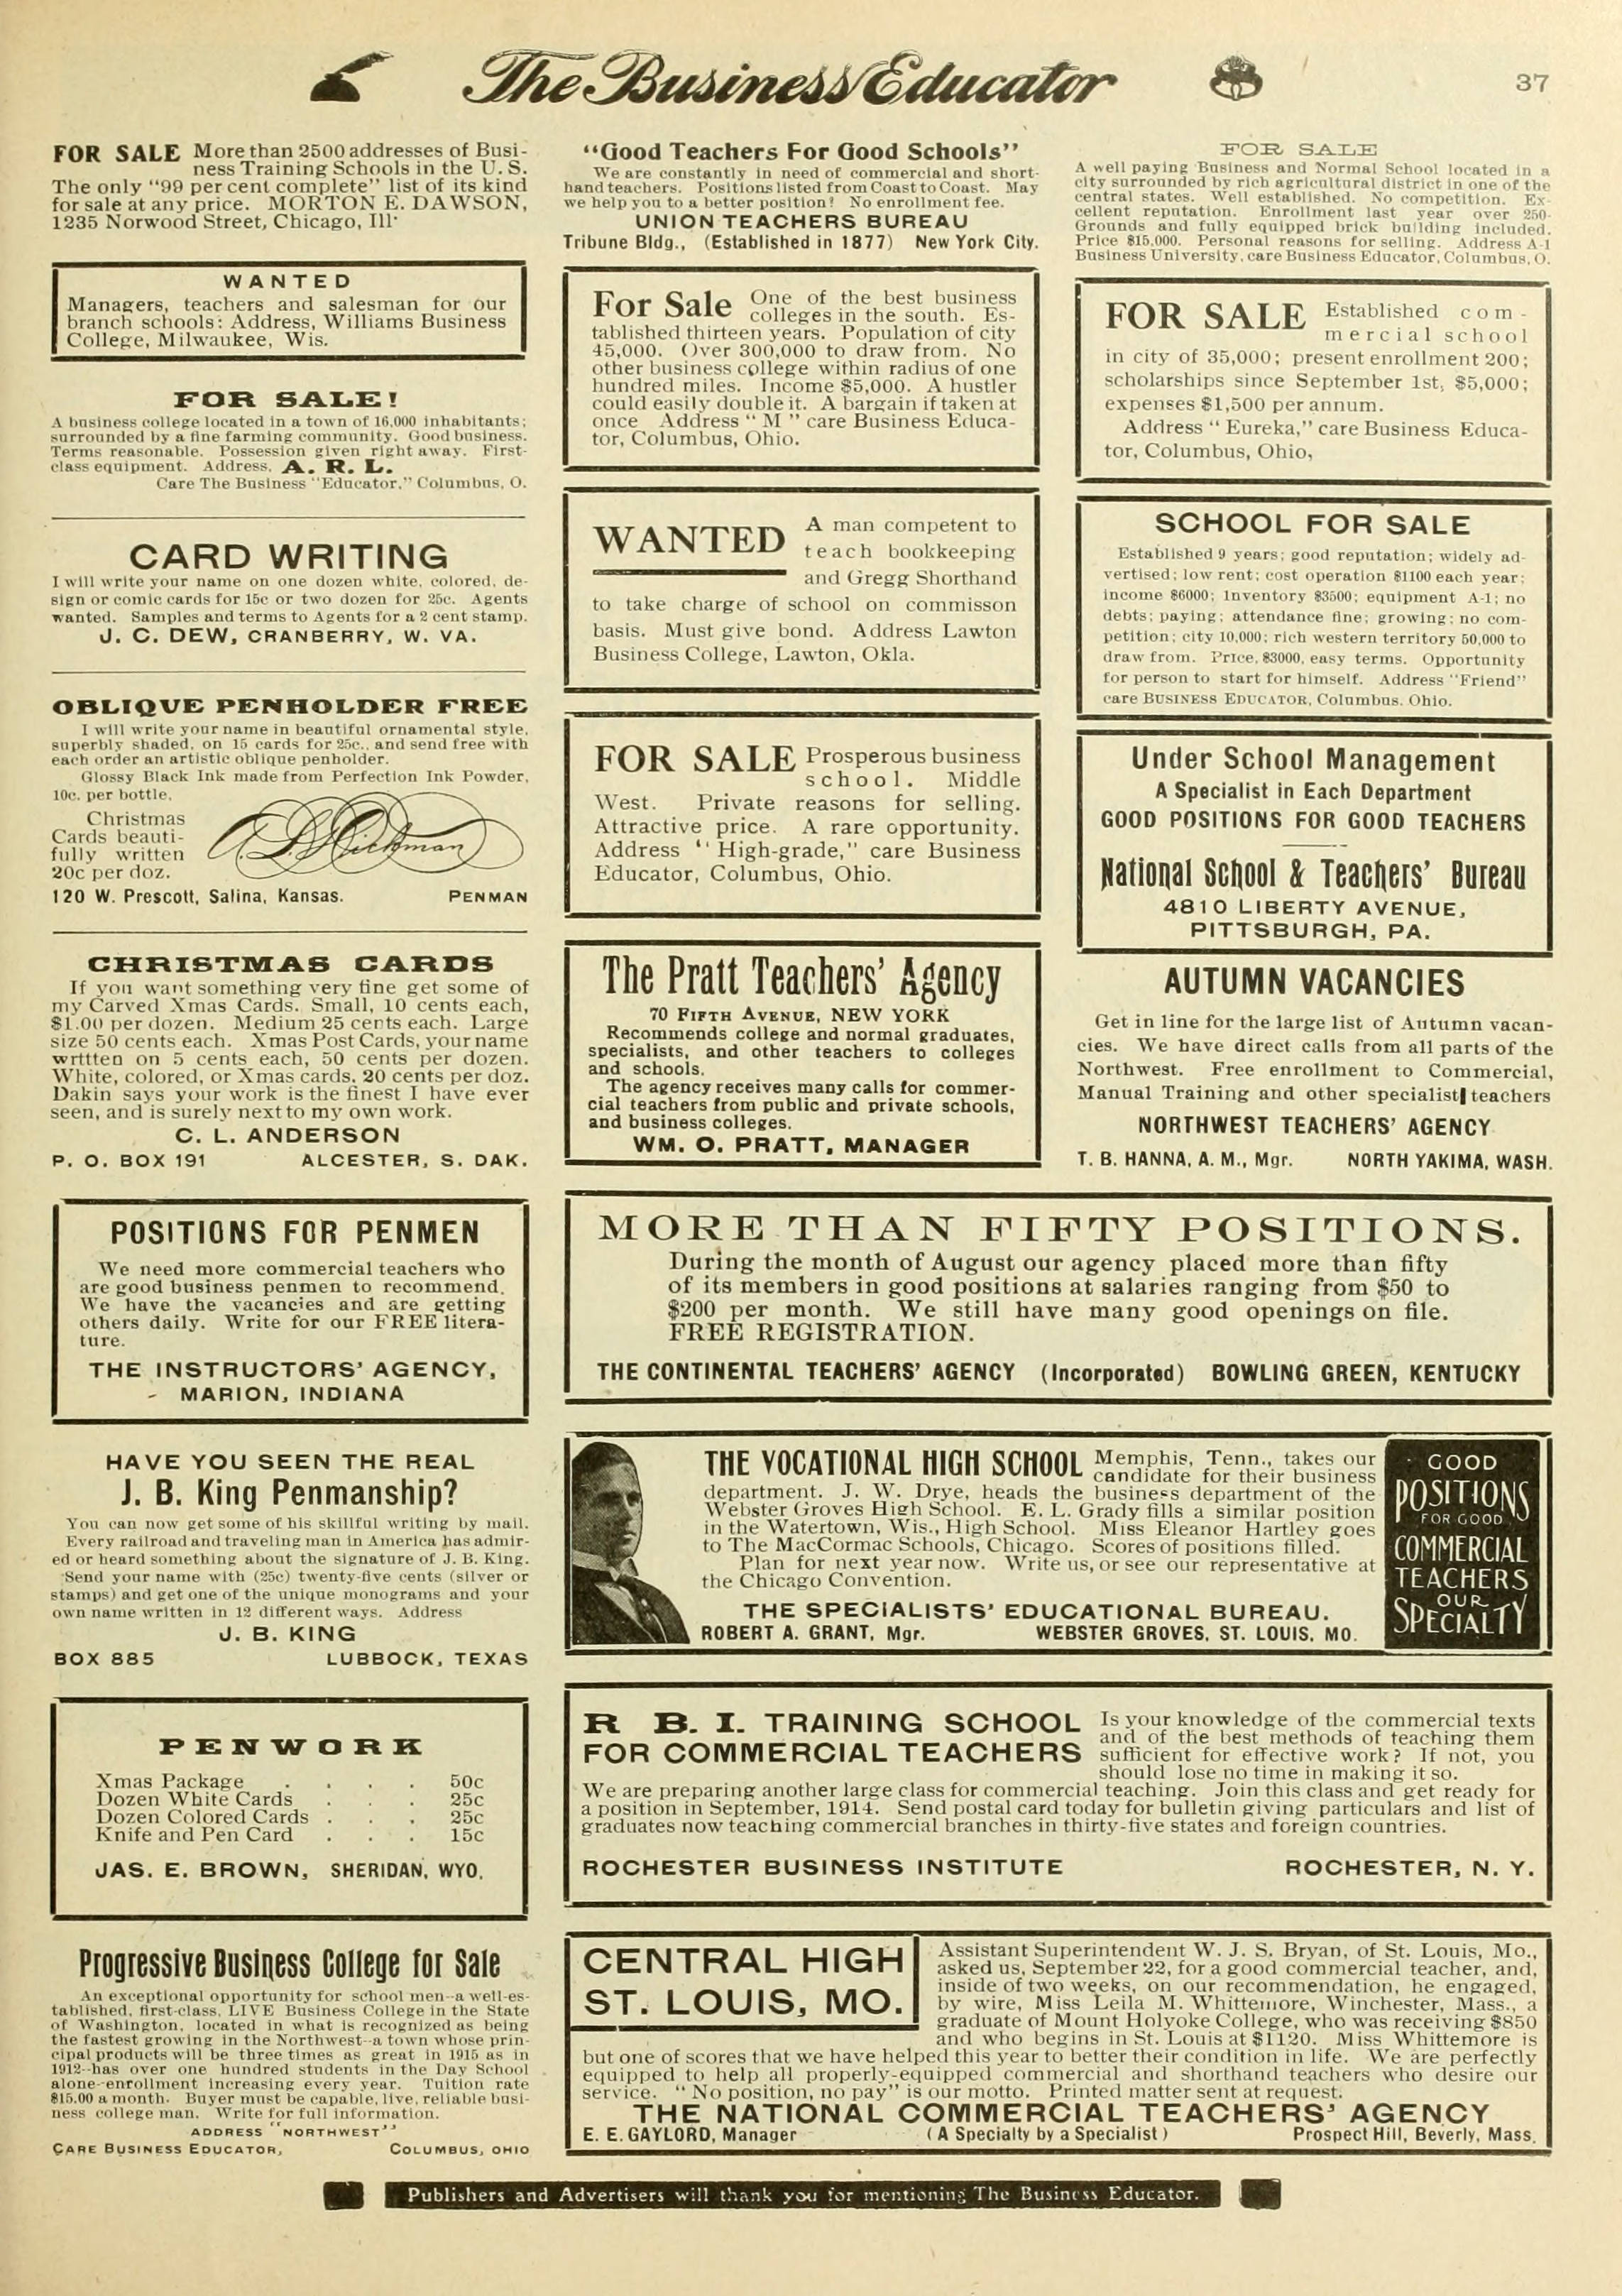 The Business Educator
37
FOR SALE More than 2500 addresses of Busi-
ness Training Schools in the U. S.
The only "99 per cent complete" list of its kind
for sale at any price. MORTON E. DAWSON,
1235 Norwood Street, Chicago, Ill.
WANTED
Managers, teachers and salesman for our
branch schools: Address, Williams Business
College, Milwaukee, Wis.
FOR SALE!
A business college located in a town of 16,000 inhabitants;
surrounded by a fine farming community. Good business.
Terms reasonable. Possession given right away. First-
class equipment. Address, A. R. L.
Care The Business "Educator," Columbus, O.
CARD WRITING
I will write your name on one dozen white, colored, de-
sign or comic cards for 15c or two dozen for 25c. Agents
wanted. Samples and terms to Agents for a 2 cent stamp.
J. C. DEW, CRANBERRY, W. VA.
OBLIQUE PENHOLDER FREE
I will write your name in beautiful ornamental style,
superbly shaded, on 15 cards for 25c., and send free with
each order an artistic oblique penholder.
Glossy Black Ink made from Perfection Ink Powder,
10c. per bottle.
Christmas
Cards beauti-
fully written
20c per doz.
Hickman
120 W. Prescott, Salina, Kansas. PENMAN
CHRISTMAS CARDS
If you want something very fine get some of
my Carved Xmas Cards. Small, 10 cents each,
$1.00 per dozen. Medium 25 cents each. Large
size 50 cents each. Xmas Post Cards, your name
wrttten on 5 cents each, 50 cents per dozen.
White, colored, or Xmas cards, 20 cents per doz.
Dakin says your work is the finest I have ever
seen, and is surely next to my own work.
C. L. ANDERSON
P. O. BOX 191 ALCESTER, S. DAK.
POSITIONS FOR PENMEN
We need more commercial teachers who
are good business penmen to recommend.
We have the vacancies and are getting
others daily. Write for our FREE litera-
ture.
THE INSTRUCTORS' AGENCY,
- MARION, INDIANA
HAVE YOU SEEN THE REAL
J. B. King Penmanship?
You can now get some of his skillful writing by mail.
Every railroad and traveling man in America has admir-
ed or heard something about the signature of J. B. King.
Send your name with (25c) twenty-five cents (silver or
stamps) and get one of the unique monograms and your
own name written in 12 different ways. Address
J. B. KING
BOX 885 LUBBOCK, TEXAS
PENWORK
Xmas Package . . . . 50c
Dozen White Cards . . . 25c
Dozen Colored Cards . . . 25c
Knife and Pen Card . . . 15c
JAS. E. BROWN, SHERIDAN, WYO.
Progressive Business College for Sale
An exceptional opportunity for school men--a well-es-
tablished, first-class, LIVE Business College in the State
of Washington, located in what is recognized as being
the fastest growing in the Northwest--a town whose prin-
cipal products will be three times as great in 1915 as in
1912--has over one hundred students in the Day School
alone--enrollment increasing every year. Tuition rate
$15.00 a month. Buyer must be capable, live, reliable busi-
ness college man. Write for full information.
ADDRESS "NORTHWEST"
CARE BUSINESS EDUCATOR, COLUMBUS, OHIO
"Good Teachers For Good Schools"
We are constantly in need of commercial and short-
hand teachers. Positions listed from Coast to Coast. May
we help you to a better position? No enrollment fee.
UNION TEACHERS BUREAU
Tribune Bldg., (Established in 1877) New York City.
For Sale One of the best business
colleges in the south. Es-
tablished thirteen years. Population of city
45,000. Over 300,000 to draw from. No
other business college within radius of one
hundred miles. Income $5,000. A hustler
could easily double it. A bargain if taken at
once Address "M" care Business Educa-
tor, Columbus, Ohio.
WANTED A man competent to
teach bookkeeping
and Gregg Shorthand
to take charge of school on commisson
basis. Must give bond. Address Lawton
Business College, Lawton, Okla.
FOR SALE Prosperous business
school. Middle
West. Private reasons for selling.
Attractive price. A rare opportunity.
Address "High-grade," care Business
Educator, Columbus, Ohio.
The Pratt Teachers' Agency
70 FIFTH AVENUE, NEW YORK
Recommends college and normal graduates,
specialists, and other teachers to colleges
and schools.
The agency receives many calls for commer-
cial teachers from public and private schools,
and business colleges.
WM. O. PRATT, MANAGER
FOR SALE
A well paying Business and Normal School located in a
city surrounded by rich agricultural district in one of the
central states. Well established. No competition. Ex-
cellent reputation. Enrollment last year over 250.
Grounds and fully equipped brick building included.
Price $15,000. Personal reasons for selling. Address A-1
Business University, care Business Educator, Columbus, O.
FOR SALE Established com-
mercial school
in city of 35,000; present enrollment 200;
scholarships since September 1st, $5,000;
expenses $1,500 per annum.
Address "Eureka," care Business Educa-
tor, Columbus, Ohio,
SCHOOL FOR SALE
Established 9 years; good reputation; widely ad-
vertised; low rent; cost operation $1100 each year;
income $6000; Inventory $3500; equipment A-1; no
debts; paying; attendance fine; growing; no com-
petition; city 10,000; rich western territory 50,000 to
draw from. Price, $3000, easy terms. Opportunity
for person to start for himself. Address "Friend"
care BUSINESS EDUCATOR, Columbus, Ohio.
Under School Management
A Specialist in Each Department
GOOD POSITIONS FOR GOOD TEACHERS
National School & Teachers' Bureau
4810 LIBERTY AVENUE,
PITTSBURGH, PA.
AUTUMN VACANCIES
Get in line for the large list of Autumn vacan-
cies. We have direct calls from all parts of the
Northwest. Free enrollment to Commercial,
Manual Training and other specialist teachers
NORTHWEST TEACHERS' AGENCY
T. B. HANNA, A. M., Mgr. NORTH YAKIMA, WASH.
MORE THAN FIFTY POSITIONS.
During the month of August our agency placed more than fifty
of its members in good positions at salaries ranging from $50 to
$200 per month. We still have many good openings on file.
FREE REGISTRATION.
THE CONTINENTAL TEACHERS' AGENCY (Incorporated) BOWLING GREEN, KENTUCKY
THE VOCATIONAL HIGH SCHOOL Memphis, Tenn., takes our
candidate for their business
department. J. W. Drye, heads the business department of the
Webster Groves High School. E. L. Grady fills a similar position
in the Watertown, Wis., High School. Miss Eleanor Hartley goes
to The MacCormac Schools, Chicago. Scores of positions filled.
Plan for next year now. Write us, or see our representative at
the Chicago Convention.
THE SPECIALISTS' EDUCATIONAL BUREAU.
ROBERT A. GRANT, Mgr. WEBSTER GROVES, ST. LOUIS, MO.
GOOD
POSITIONS
FOR GOOD
COMMERCIAL
TEACHERS
OUR
SPECIALTY
R B. I. TRAINING SCHOOL
FOR COMMERCIAL TEACHERS
Is your knowledge of the commercial texts
and of the best methods of teaching them
sufficient for effective work? If not, you
should lose no time in making it so.
We are preparing another large class for commercial teaching. Join this class and get ready for
a position in September, 1914. Send postal card today for bulletin giving particulars and list of
graduates now teaching commercial branches in thirty-five states and foreign countries.
ROCHESTER BUSINESS INSTITUTE ROCHESTER, N. Y.
CENTRAL HIGH
ST. LOUIS, MO.
Assistant Superintendent W. J. S. Bryan, of St. Louis, Mo.,
asked us, September 22, for a good commercial teacher, and,
inside of two weeks, on our recommendation, he engaged,
by wire, Miss Leila M. Whittemore, Winchester, Mass., a
graduate of Mount Holyoke College, who was receiving $850
and who begins in St. Louis at $1120. Miss Whittemore is
but one of scores that we have helped this year to better their condition in life. We are perfectly
equipped to help all properly-equipped commercial and shorthand teachers who desire our
service. "No position, no pay" is our motto. Printed matter sent at request.
THE NATIONAL COMMERCIAL TEACHERS' AGENCY
E. E. GAYLORD, Manager (A Specialty by a Specialist) Prospect Hill, Beverly, Mass.
Publishers and Advertisers will thank you for mentioning The Business Educator.